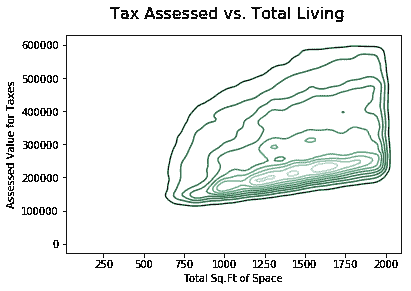 Tax Assessed vs. Total Living
600000
500000
400000
300000
200000
100000
0
Assessed Value for Taxes
250 500 750 1000 1250 1500 1750 2000
Total Sq.Ft of Space